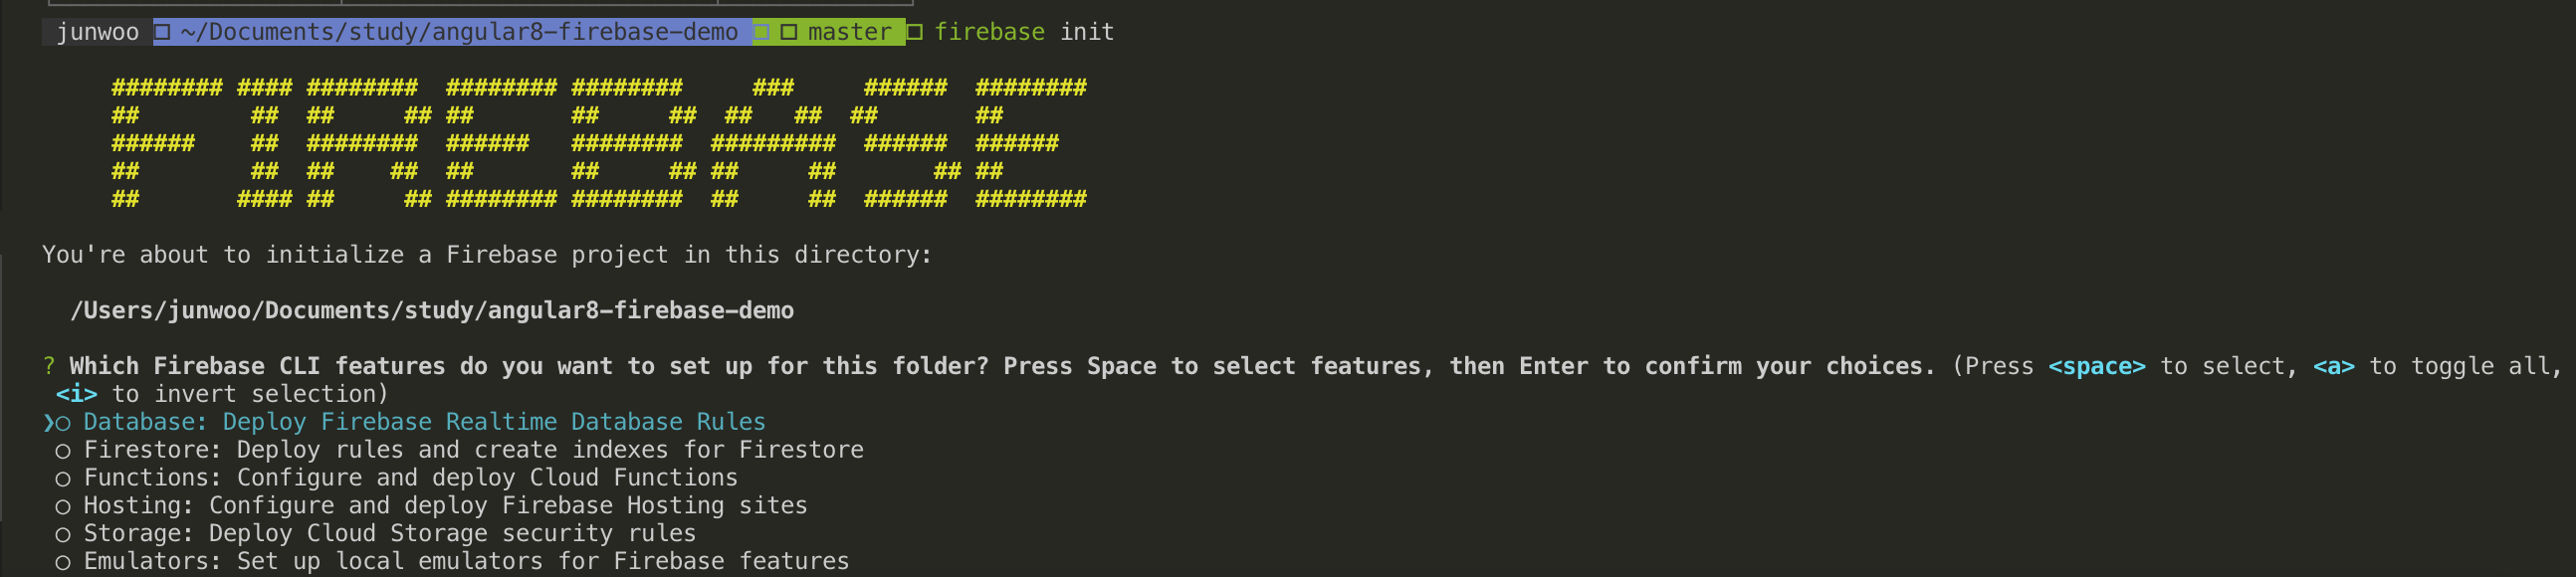 junwoo ~/Documents/study/angular8-firebase-demo master firebase init
######## #### ########  ######## ########     ###     ######  ########
##        ##  ##     ## ##       ##     ##  ##   ##  ##       ##
######    ##  ########  ######   ########  #########  ######  ######
##        ##  ##    ##  ##       ##     ## ##     ##       ## ##
##       #### ##     ## ######## ########  ##     ##  ######  ########
You're about to initialize a Firebase project in this directory:
/Users/junwoo/Documents/study/angular8-firebase-demo
? Which Firebase CLI features do you want to set up for this folder? Press Space to select features, then Enter to confirm your choices. (Press <space> to select, <a> to toggle all,
<i> to invert selection)
❯◯ Database: Deploy Firebase Realtime Database Rules
◯ Firestore: Deploy rules and create indexes for Firestore
◯ Functions: Configure and deploy Cloud Functions
◯ Hosting: Configure and deploy Firebase Hosting sites
◯ Storage: Deploy Cloud Storage security rules
◯ Emulators: Set up local emulators for Firebase features